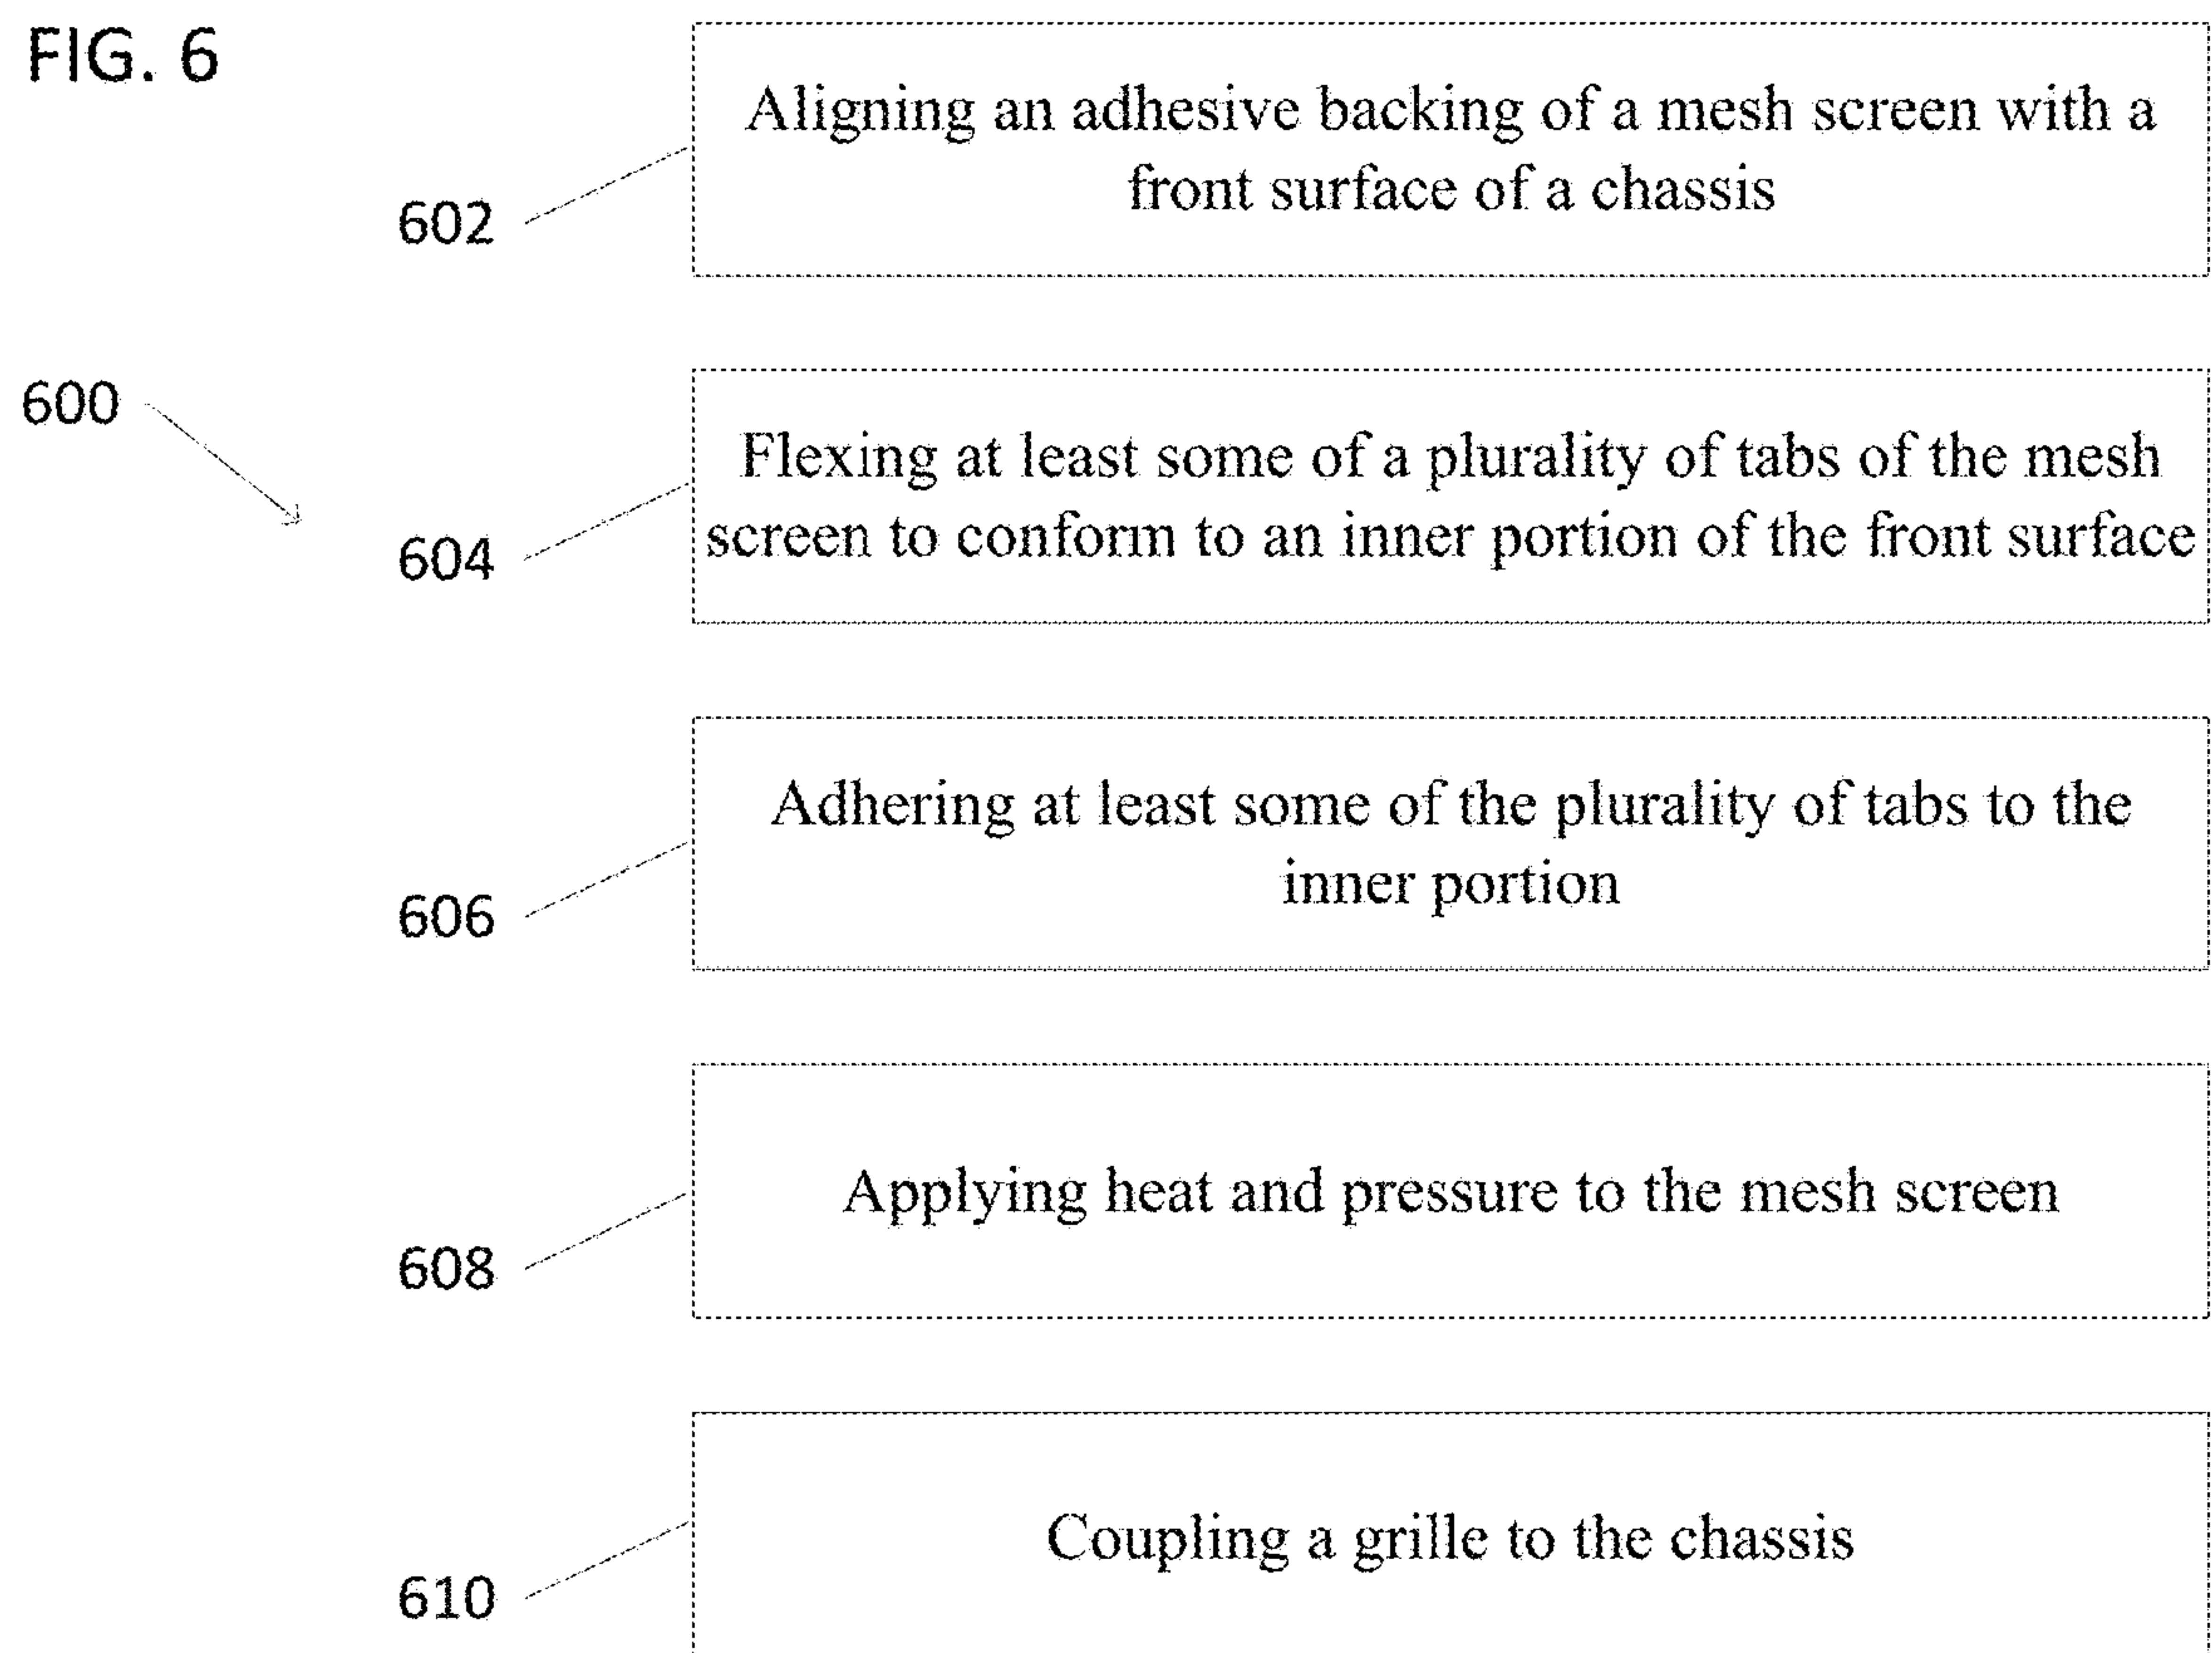 FIG. 6
Aligning an adhesive backing of a mesh screen with a
front surface of a chassis
602
600
Flexing at least some of a plurality of tabs of the mesh
screen to conform to an inner portion of the front surface
604
Adhering at least some of the plurality of tabs to the
inner portion
606
Applying heat and pressure to the mesh screen
608
Coupling a grille to the chassis
610